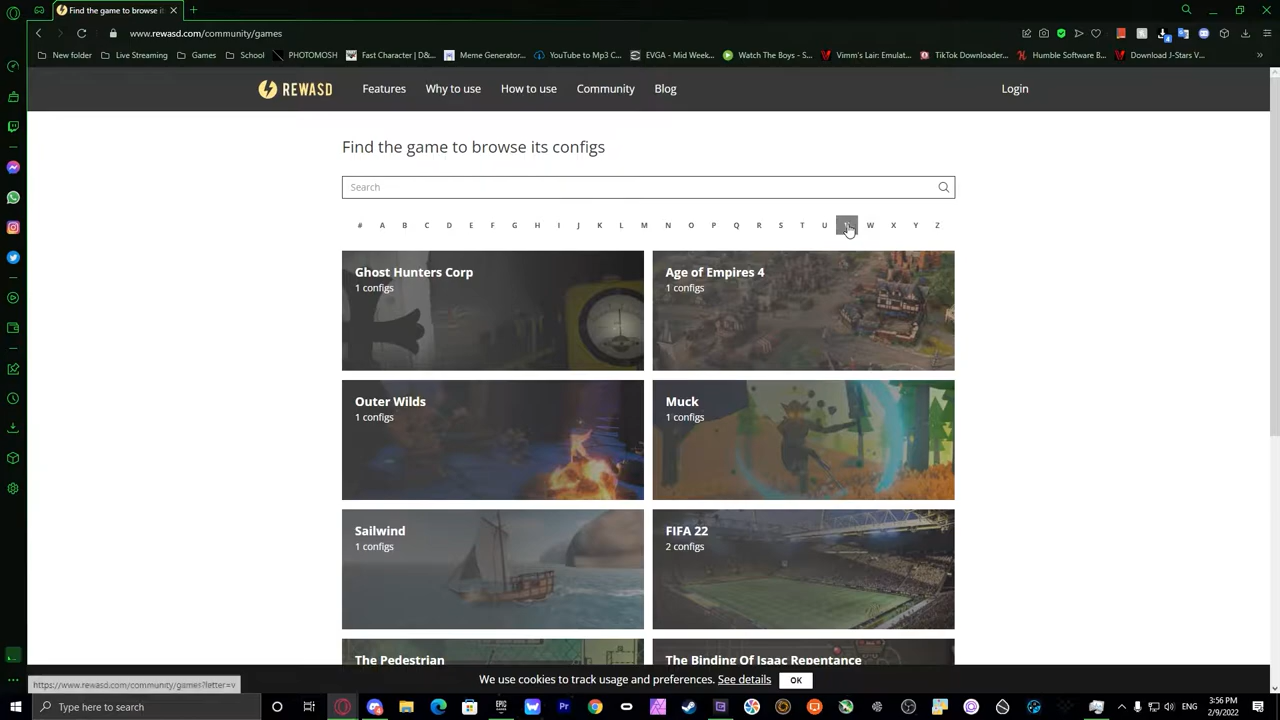 Find the game to browse its
www.rewasd.com/community/games
New folder
Live Streaming
Games
School
PHOTOMOSH
Fast Character | D&...
Meme Generator...
YouTube to Mp3 C...
EVGA - Mid Week...
Watch The Boys - S...
Vimm's Lair: Emulat...
TikTok Downloader...
Humble Software B...
Download J-Stars V...
REWASD
Features
Why to use
How to use
Community
Blog
Login
Find the game to browse its configs
Search
# A B C D E F G H I J K L M N O P Q R S T U V W X Y Z
Ghost Hunters Corp
1 configs
Age of Empires 4
1 configs
Outer Wilds
1 configs
Muck
1 configs
Sailwind
1 configs
FIFA 22
2 configs
The Pedestrian
The Binding Of Isaac Repentance
We use cookies to track usage and preferences. See details
OK
https://www.rewasd.com/community/games?letter=v
Type here to search
EPIC
Pr
3:56 PM
2/9/2022